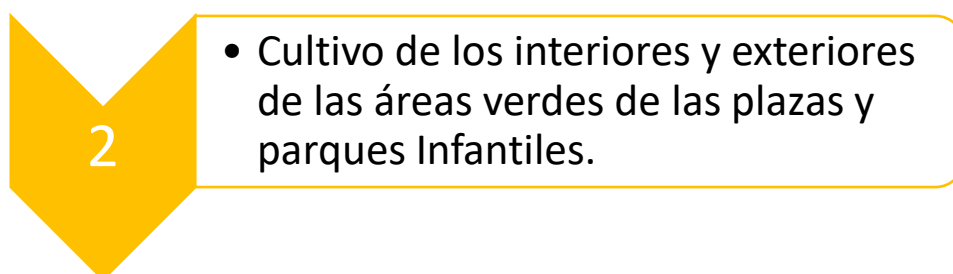 2
• Cultivo de los interiores y exteriores
de las áreas verdes de las plazas y
parques Infantiles.